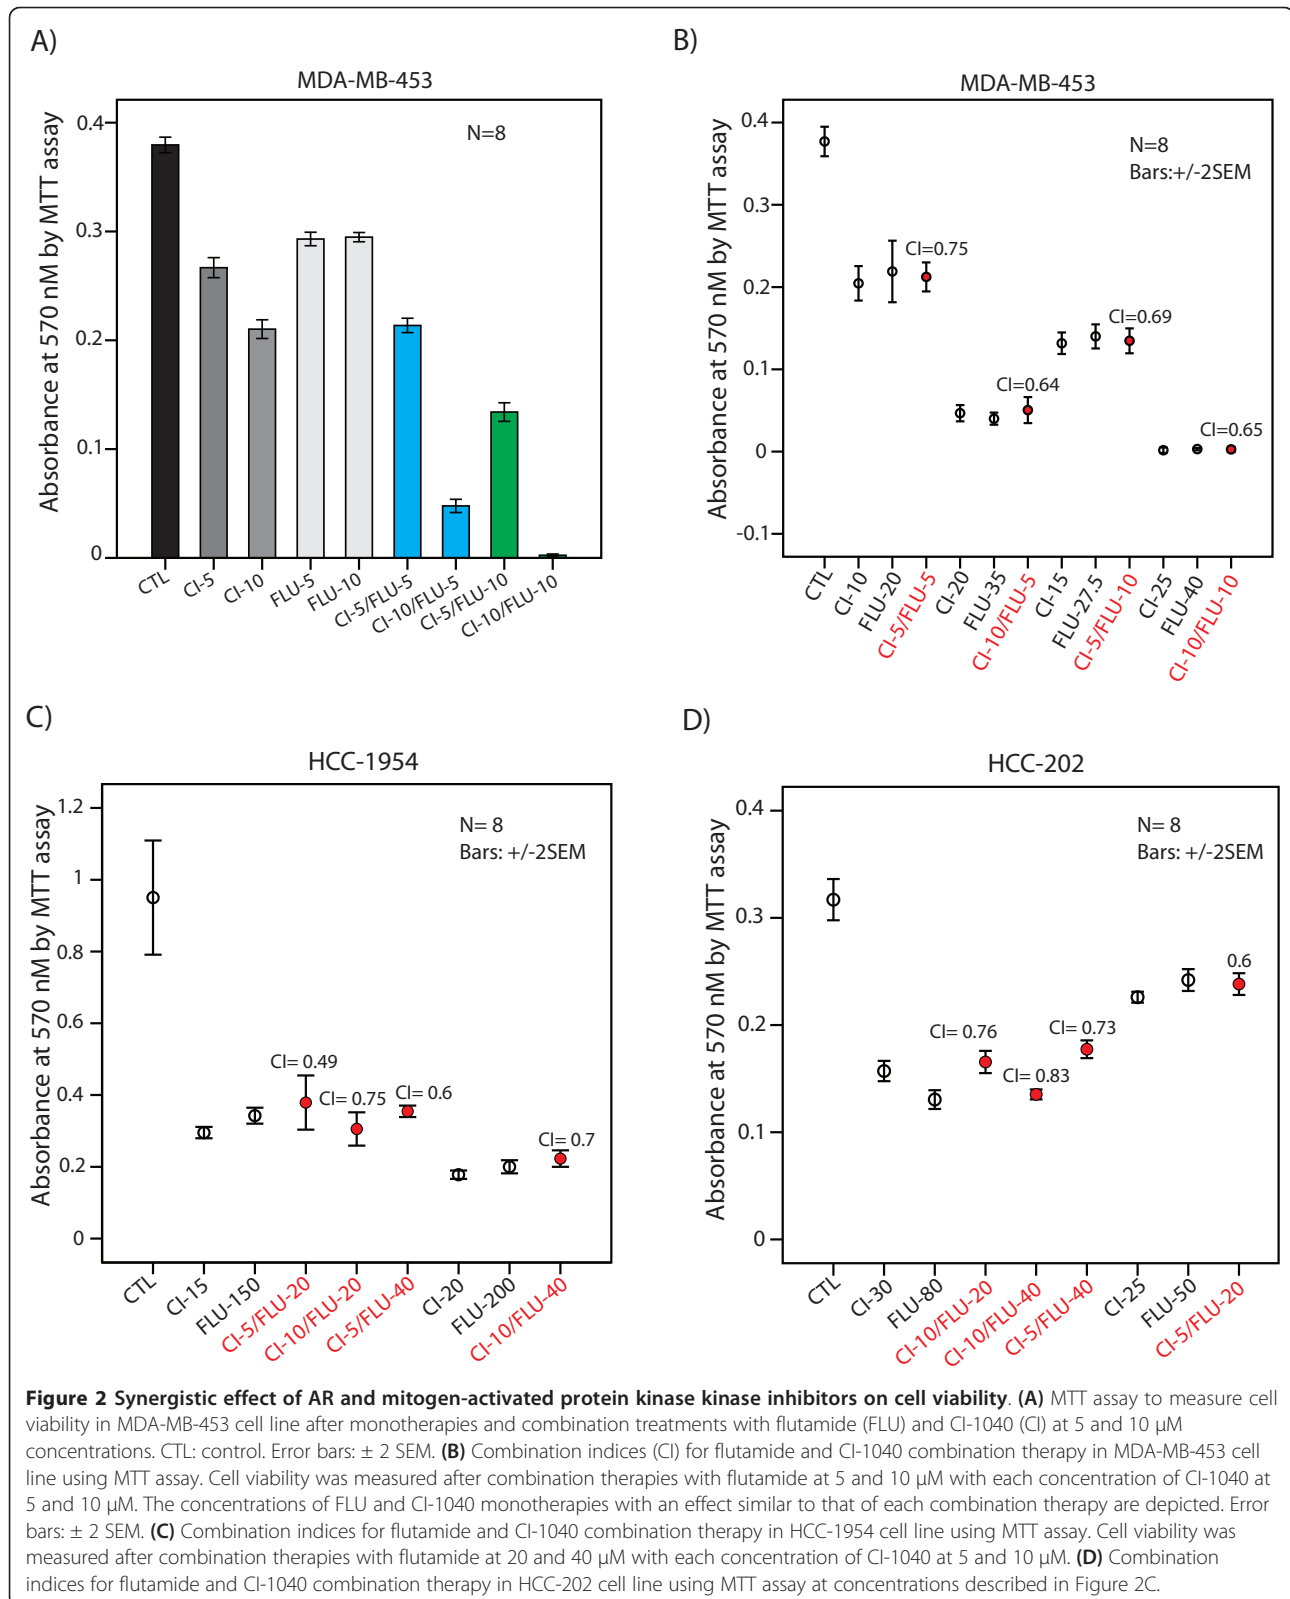 A)
MDA-MB-453
N=8
Absorbance at 570 nM by MTT assay
0.4
0.3
0.2
0.1
0
CTL
CI-5
CI-10
FLU-5
FLU-10
CI-5/FLU-5
CI-10/FLU-5
CI-5/FLU-10
CI-10/FLU-10
B)
MDA-MB-453
N=8
Bars:+/-2SEM
Absorbance at 570 nM by MTT assay
0.4
0.3
0.2
0.1
0
-0.1
CI=0.75
CI=0.64
CI=0.69
CI=0.65
CTL
CI-10
FLU-20
CI-5/FLU-5
CI-20
FLU-35
CI-10/FLU-5
CI-15
FLU-27.5
CI-5/FLU-10
CI-25
FLU-40
CI-10/FLU-10
C)
HCC-1954
N= 8
Bars: +/-2SEM
Absorbance at 570 nM by MTT assay
1.2
1
0.8
0.6
0.4
0.2
0
CI= 0.49
CI= 0.75
CI= 0.6
CI= 0.7
CTL
CI-15
FLU-150
CI-5/FLU-20
CI-10/FLU-20
CI-5/FLU-40
CI-20
FLU-200
CI-10/FLU-40
D)
HCC-202
N= 8
Bars: +/-2SEM
Absorbance at 570 nM by MTT assay
0.4
0.3
0.2
0.1
0
CI= 0.76
CI= 0.83
CI= 0.73
0.6
CTL
CI-30
FLU-80
CI-10/FLU-20
CI-10/FLU-40
CI-5/FLU-40
CI-25
FLU-50
CI-5/FLU-20
Figure 2 Synergistic effect of AR and mitogen-activated protein kinase kinase inhibitors on cell viability. (A) MTT assay to measure cell
viability in MDA-MB-453 cell line after monotherapies and combination treatments with flutamide (FLU) and CI-1040 (CI) at 5 and 10 μM
concentrations. CTL: control. Error bars: ± 2 SEM. (B) Combination indices (CI) for flutamide and CI-1040 combination therapy in MDA-MB-453 cell
line using MTT assay. Cell viability was measured after combination therapies with flutamide at 5 and 10 μM with each concentration of CI-1040 at
5 and 10 μM. The concentrations of FLU and CI-1040 monotherapies with an effect similar to that of each combination therapy are depicted. Error
bars: ± 2 SEM. (C) Combination indices for flutamide and CI-1040 combination therapy in HCC-1954 cell line using MTT assay. Cell viability was
measured after combination therapies with flutamide at 20 and 40 μM with each concentration of CI-1040 at 5 and 10 μM. (D) Combination
indices for flutamide and CI-1040 combination therapy in HCC-202 cell line using MTT assay at concentrations described in Figure 2C.